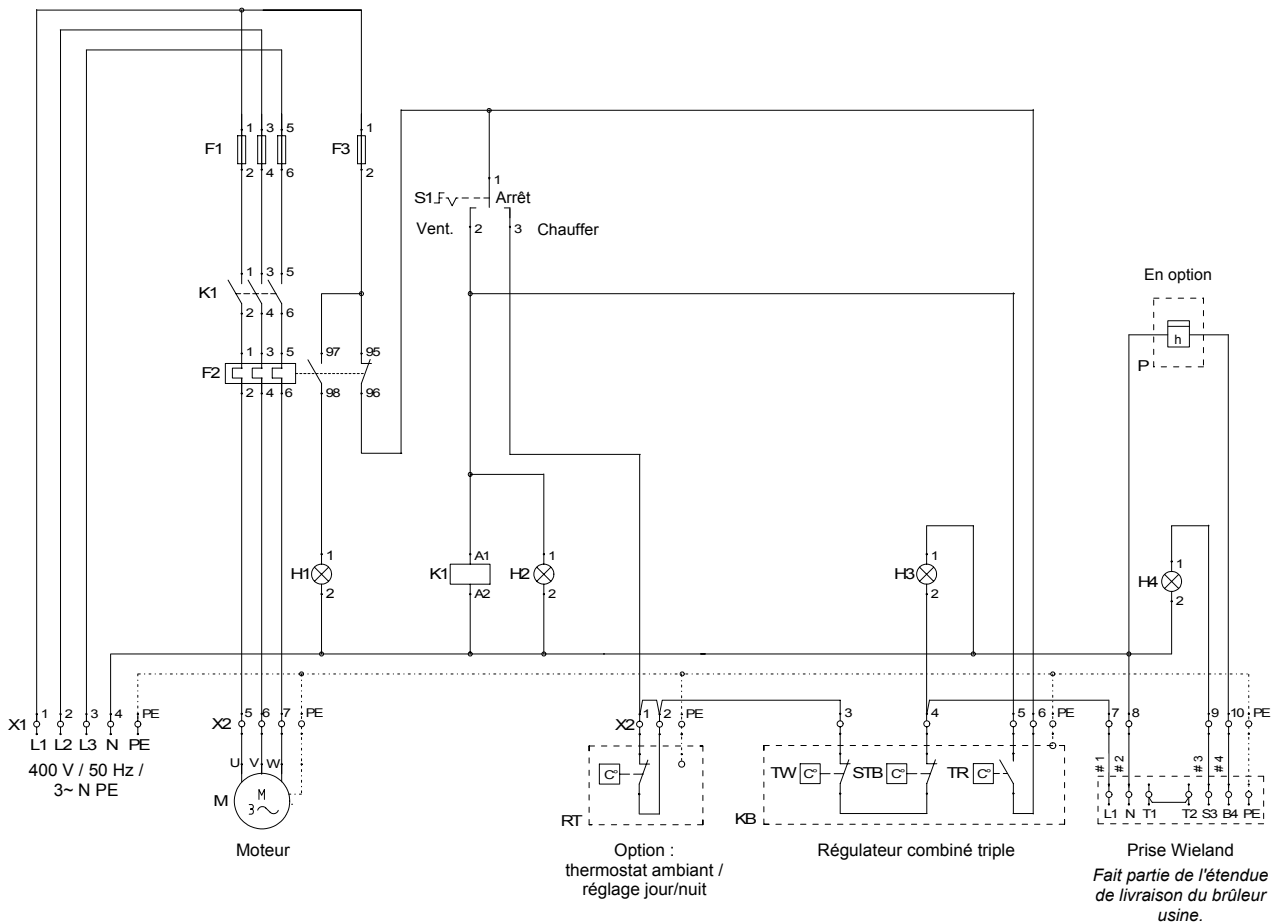 1 3 5 1
F1 F3
2 4 6 2
1
S1 Arrêt
Vent. 2 3 Chauffer
1 3 5
K1
2 4 6
En option
h
P
1 3 5 97 95
F2
2 4 6 98 96
1 A1 1 1 1
H1 K1 H2 H3 H4
2 A2 2 2 2
X1 1 2 3 4 PE X2 5 6 7 PE X2 1 2 PE 3 4 5 6 PE 7 8 9 10 PE
L1 L2 L3 N PE
400 V / 50 Hz /
3~ N PE
U V W
M
M
3~
Moteur
C°
RT
Option :
thermostat ambiant /
réglage jour/nuit
TW C° STB C° TR C°
KB
Régulateur combiné triple
#1 #2 #3 #4
L1 N T1 T2 S3 B4 PE
Prise Wieland
Fait partie de l'étendue
de livraison du brûleur
usine.